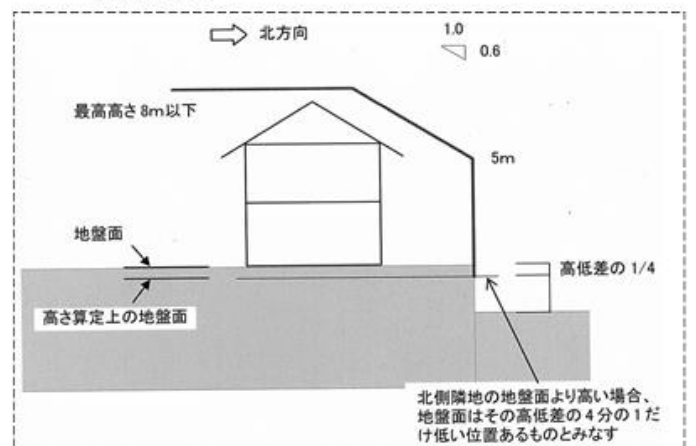 北方向
1.0
0.6
最高高さ8m以下
5m
地盤面
高低差の1/4
高さ算定上の地盤面
北側隣地の地盤面より高い場合、
地盤面はその高低差の4分の1だ
け低い位置あるものとみなす